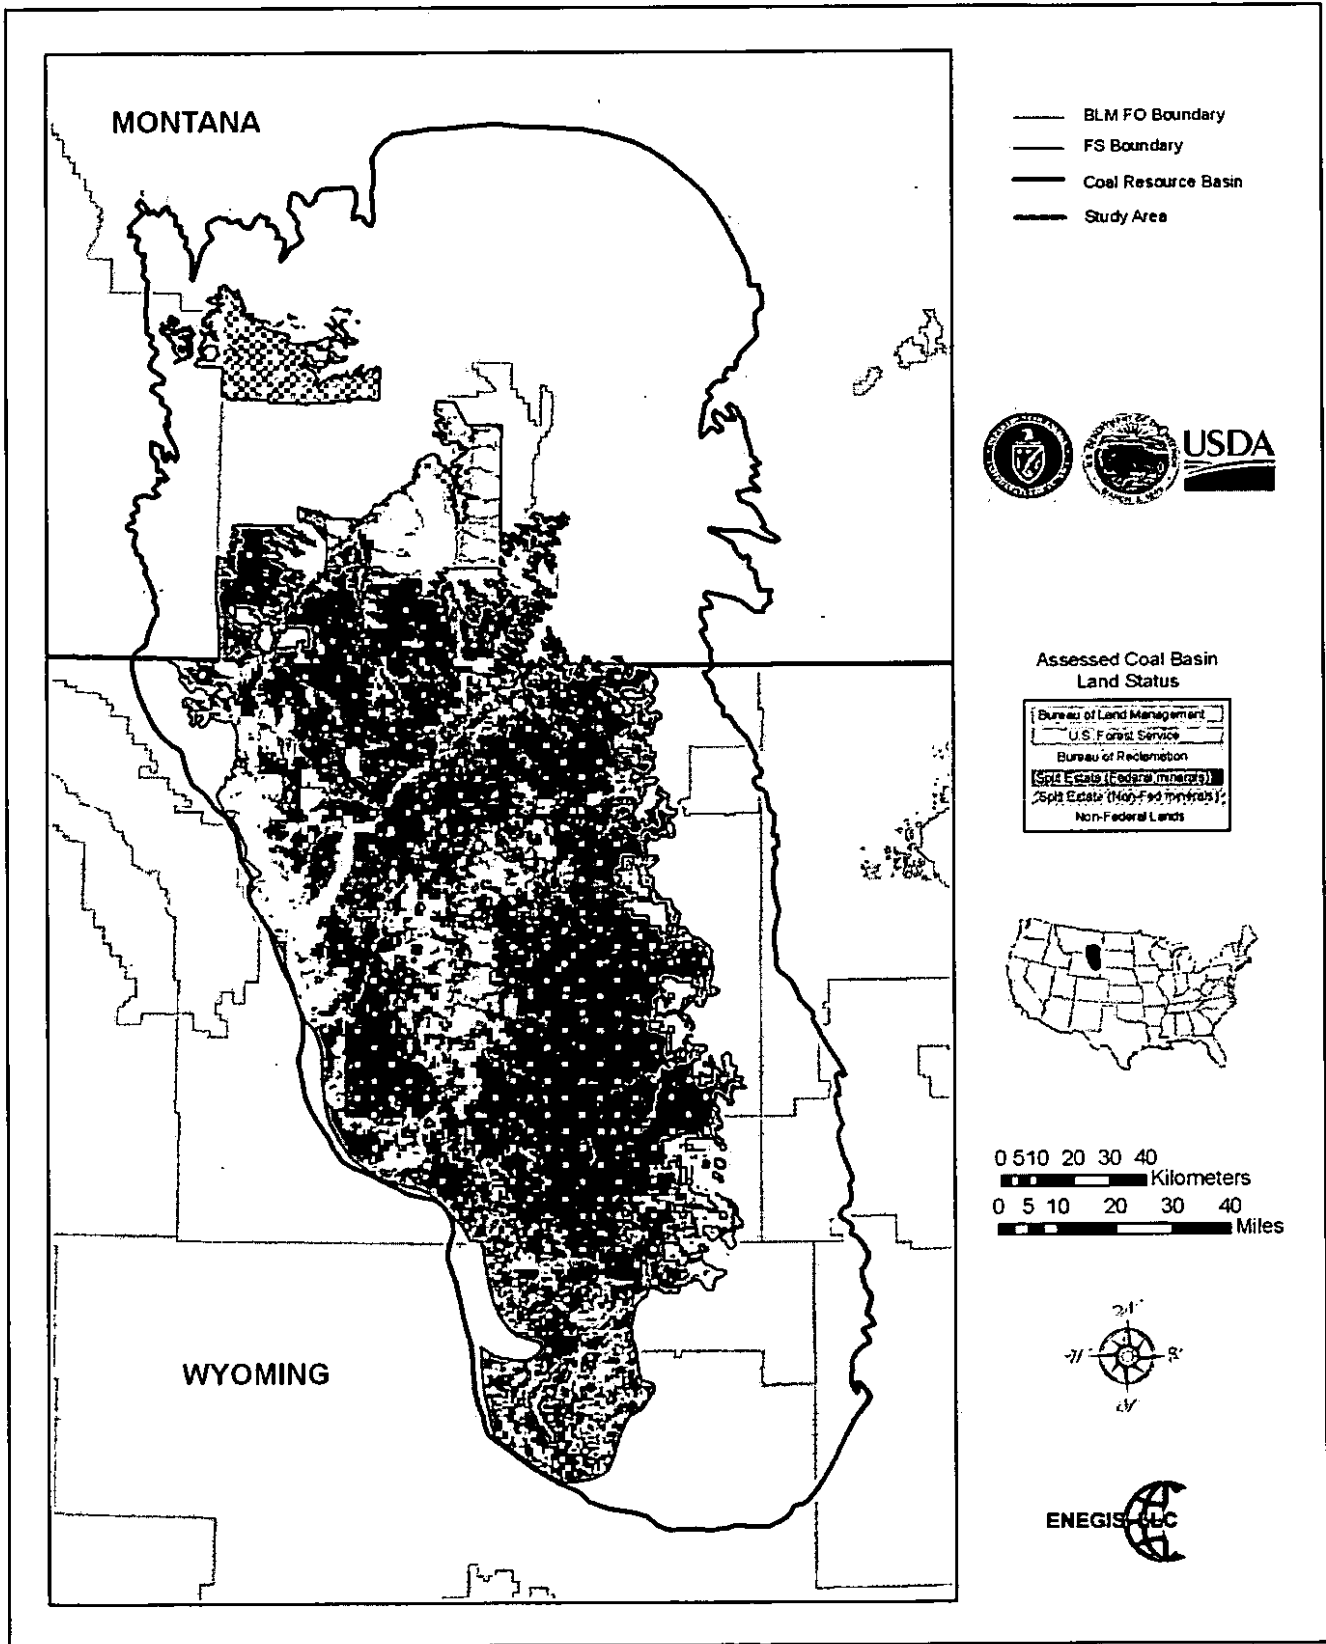 MONTANA
BLM FO Boundary
FS Boundary
Coal Resource Basin
Study Area
USDA
Assessed Coal Basin
Land Status
Bureau of Land Management
U.S. Forest Service
Bureau of Reclamation
Split Estate (Federal minerals)
Split Estate (Non-Fed minerals)
Non-Federal Lands
0 510 20 30 40
Kilometers
0 5 10 20 30 40
Miles
WYOMING
ENEGIS LLC